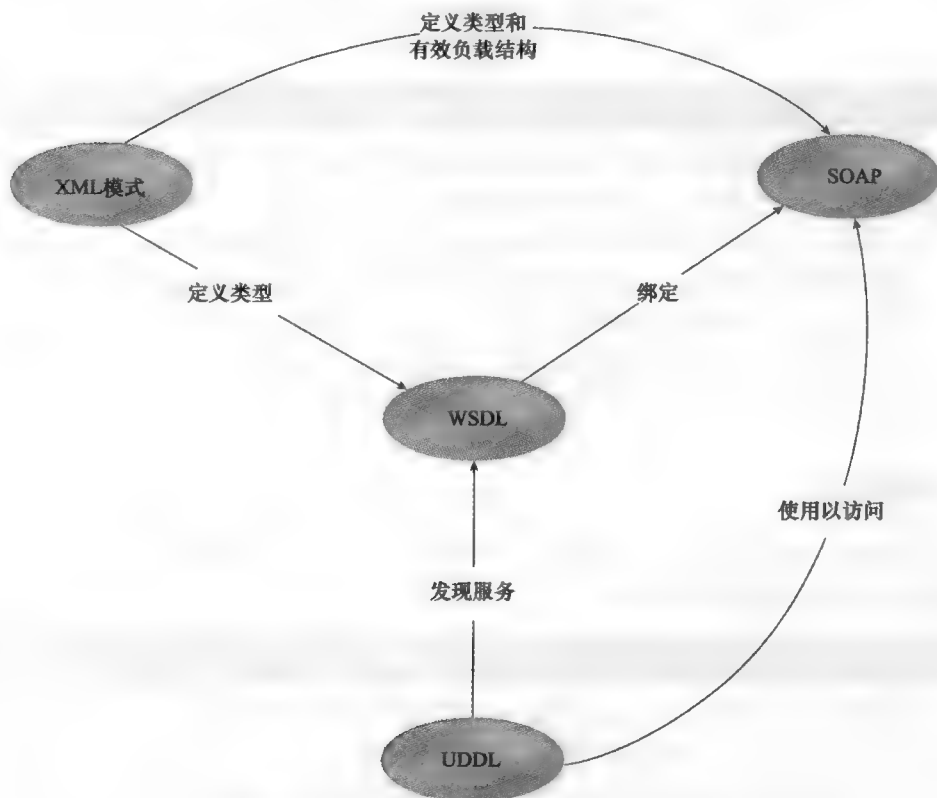 定义类型和
有效负载结构
XML模式
SOAP
定义类型
绑定
WSDL
使用以访问
发现服务
UDDL